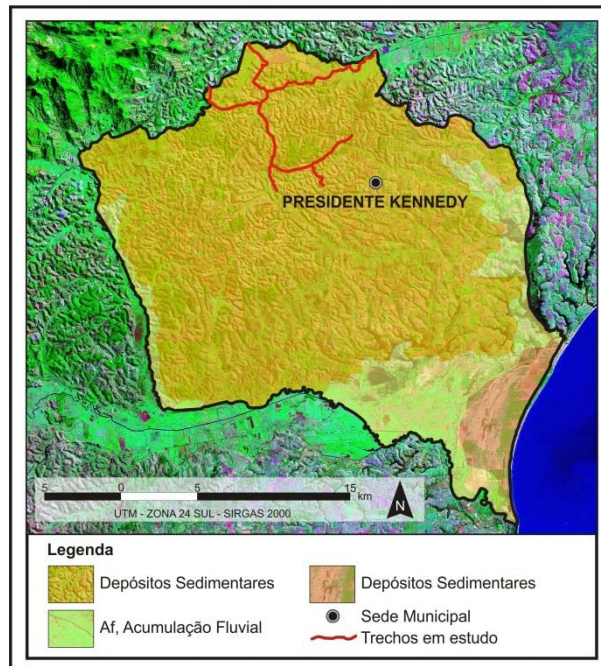 PRESIDENTE KENNEDY
5 0 5 15
km
UTM - ZONA 24 SUL - SIRGAS 2000
N
Legenda
Depósitos Sedimentares
Depósitos Sedimentares
Af, Acumulação Fluvial
Sede Municipal
Trechos em estudo